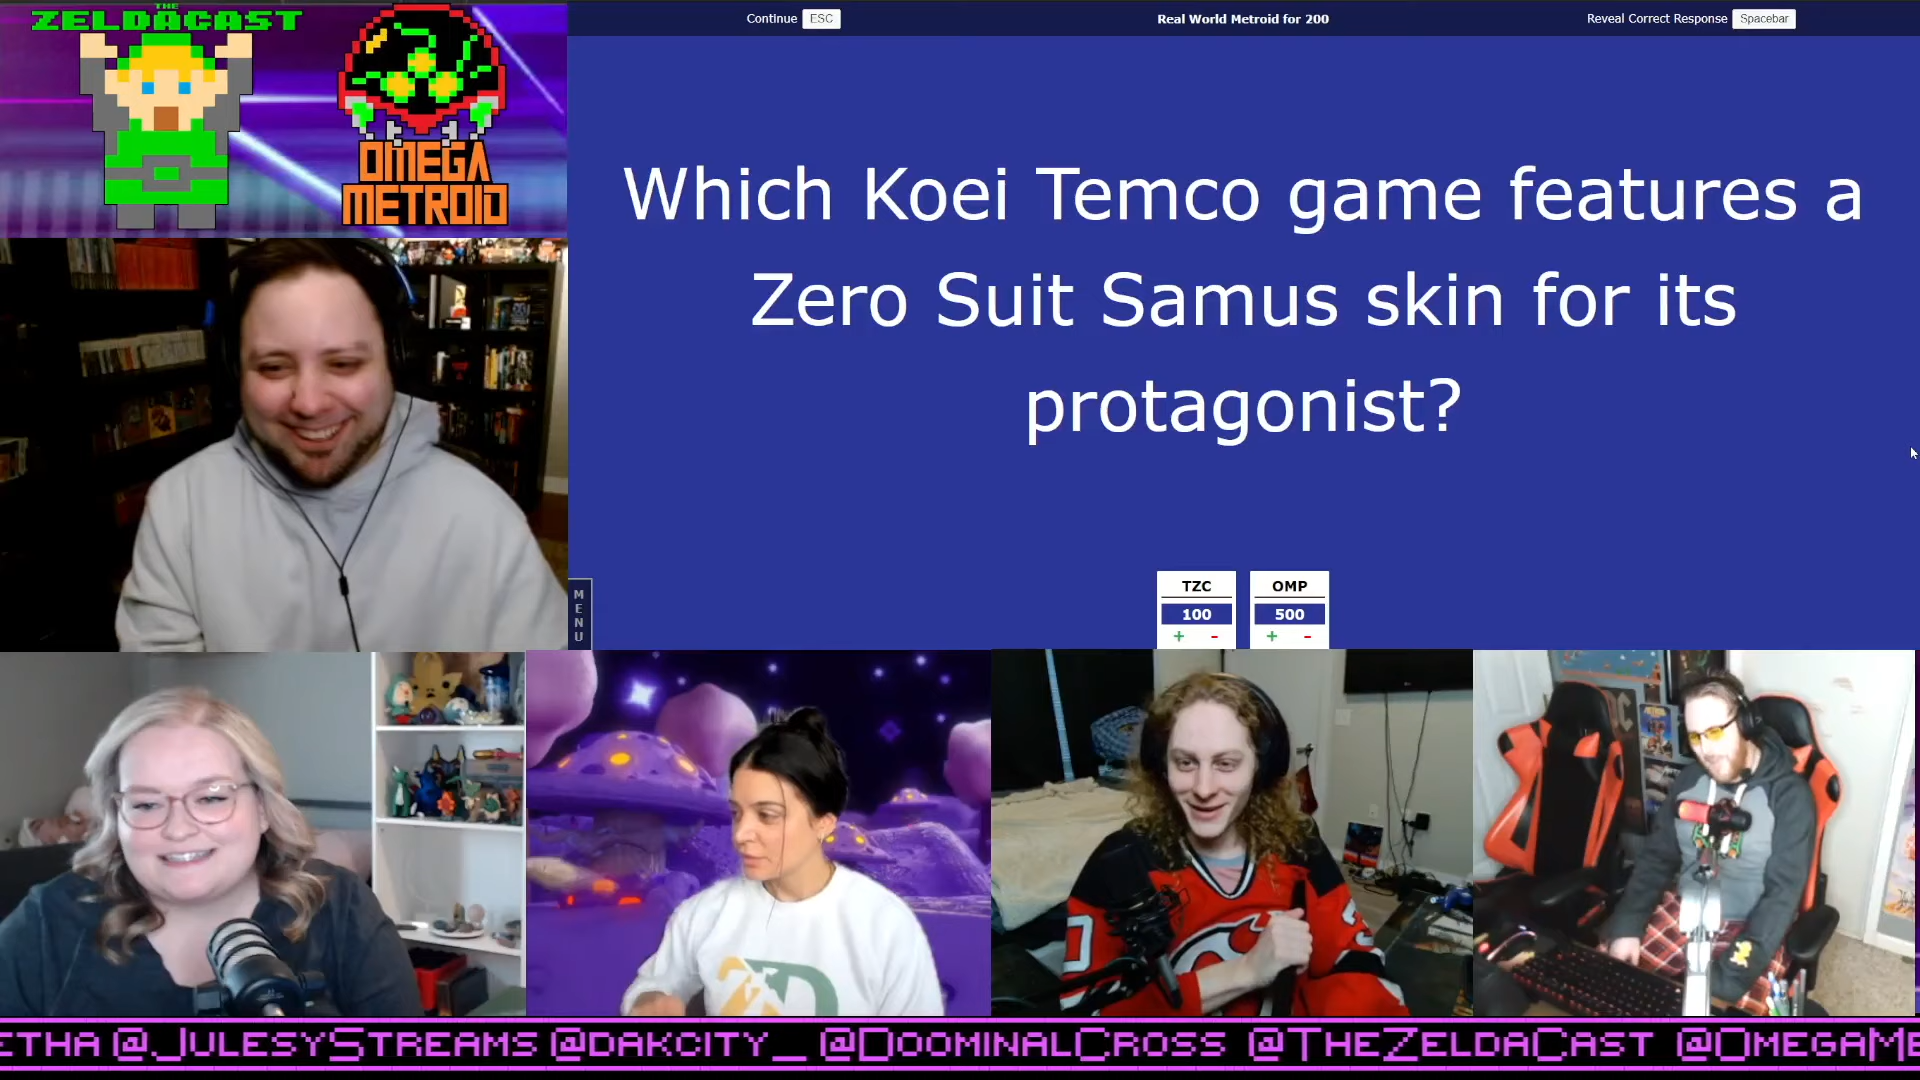 THE
ZELDACAST
OMEGA
METROID
Continue ESC
Real World Metroid for 200
Reveal Correct Response Spacebar
Which Koei Temco game features a
Zero Suit Samus skin for its
protagonist?
MENU
TZC
100
+ -
OMP
500
+ -
ETHA @JULESYSTREAMS @DAKCITY_ @DOOMINALCROSS @THEZELDACAST @OMEGAME